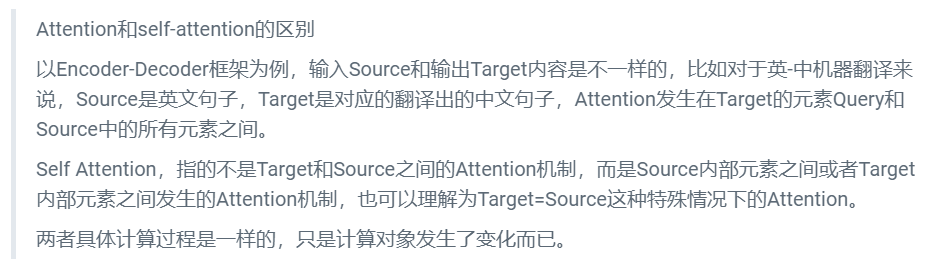 Attention和self-attention的区别
以Encoder-Decoder框架为例，输入Source和输出Target内容是不一样的，比如对于英-中机器翻译来
说，Source是英文句子，Target是对应的翻译出的中文句子，Attention发生在Target的元素Query和
Source中的所有元素之间。
Self Attention，指的不是Target和Source之间的Attention机制，而是Source内部元素之间或者Target
内部元素之间发生的Attention机制，也可以理解为Target=Source这种特殊情况下的Attention。
两者具体计算过程是一样的，只是计算对象发生了变化而已。